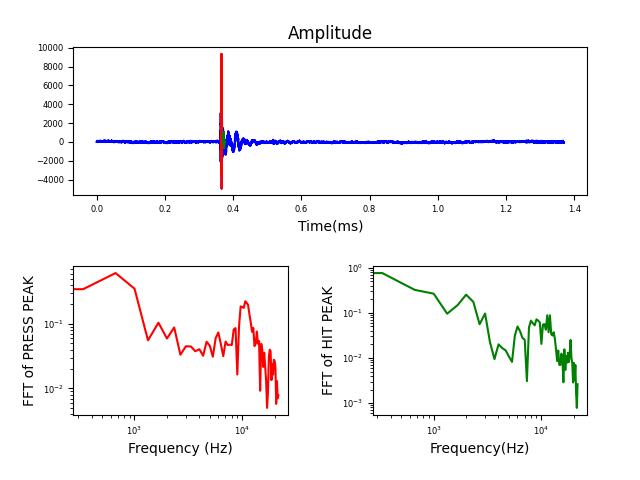 Amplitude
10000
8000
6000
4000
2000
0
−2000
−4000
0.0 0.2 0.4 0.6 0.8 1.0 1.2 1.4
Time(ms)
FFT of PRESS PEAK
10⁻¹
10⁻²
10³ 10⁴
Frequency (Hz)
FFT of HIT PEAK
10⁰
10⁻¹
10⁻²
10⁻³
10³ 10⁴
Frequency(Hz)